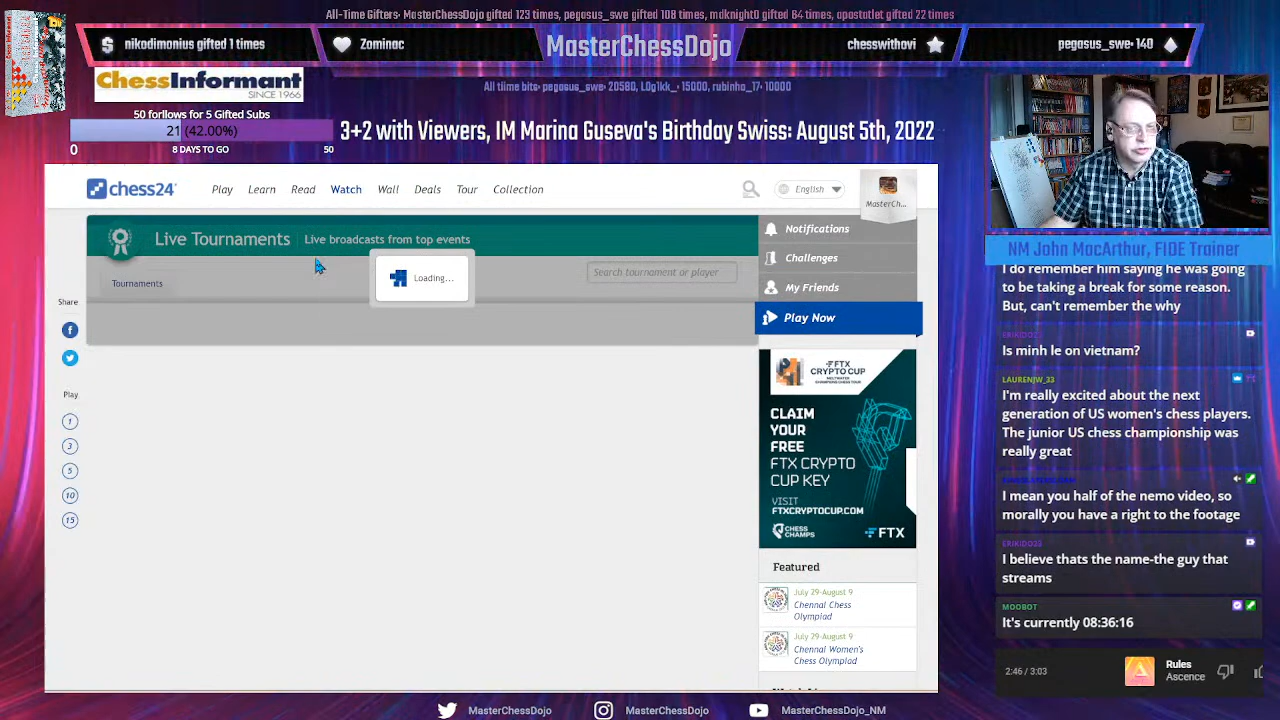 All-Time Gifters: MasterChessDojo gifted 123 times, pegasus_swe gifted 108 times, mdknight0 gifted 84 times, apostatlet gifted 22 times
nikodimonius gifted 1 times
Zominac
MasterChessDojo
chesswithavi
pegasus_swe: 140
ChessInformant
SINCE 1966
All tiime bits: pegasus_swe: 20580, L0g1kk_: 15000, rubinho_17: 10000
50 forllows for 5 Gifted Subs
21 (42.00%)
0
8 DAYS TO GO
50
3+2 with Viewers, IM Marina Guseva's Birthday Swiss: August 5th, 2022
chess24
Play
Learn
Read
Watch
Wall
Deals
Tour
Collection
English
MasterCh...
Live Tournaments
Live broadcasts from top events
Loading...
Tournaments
Search tournament or player
Share
Play
1
3
5
10
15
Notifications
Challenges
My Friends
Play Now
FTX
CRYPTO CUP
MELTWATER
CHAMPIONS CHESS TOUR
CLAIM
YOUR
FREE
FTX CRYPTO
CUP KEY
VISIT
FTXCRYPTOCUP.COM
CHESS
CHAMPS
FTX
Featured
July 29-August 9
Chennai Chess
Olympiad
July 29-August 9
Chennai Women's
Chess Olympiad
NM John MacArthur, FIDE Trainer
I do remember him saying he was going
to be taking a break for some reason.
But, can't remember the why
ERIKIDO23
Is minh le on vietnam?
LAURENJW_33
I'm really excited about the next
generation of US women's chess players.
The junior US chess championship was
really great
I mean you half of the nemo video, so
morally you have a right to the footage
ERIKIDO23
I believe thats the name-the guy that
streams
MOOBOT
It's currently 08:36:16
2:46 / 3:03
Rules
Ascence
MasterChessDojo
MasterChessDojo
MasterChessDojo_NM